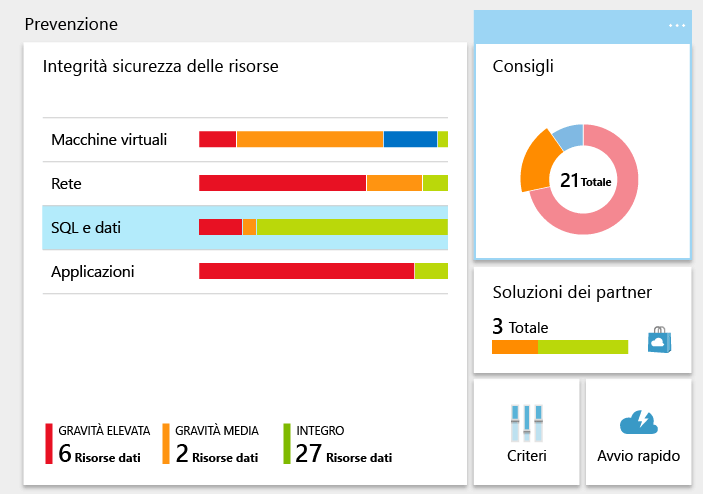 Prevenzione
...
Integrità sicurezza delle risorse
Macchine virtuali
Rete
SQL e dati
Applicazioni
GRAVITÀ ELEVATA
6 Risorse dati
GRAVITÀ MEDIA
2 Risorse dati
INTEGRO
27 Risorse dati
Consigli
21 Totale
Soluzioni dei partner
3 Totale
Criteri
Avvio rapido